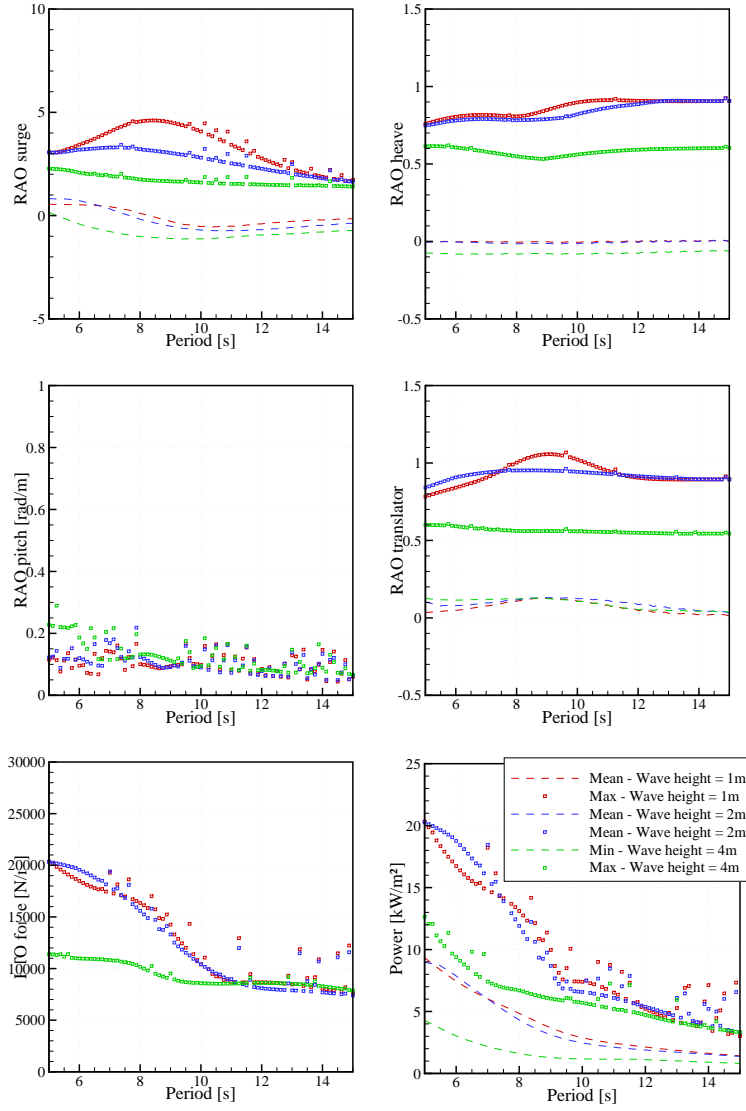 10
5
0
-5
RAO surge
6 8 10 12 14
Period [s]
1.5
1
0.5
0
-0.5
RAO heave
6 8 10 12 14
Period [s]
1
0.8
0.6
0.4
0.2
0
RAO pitch [rad/m]
6 8 10 12 14
Period [s]
1.5
1
0.5
0
-0.5
RAO translator
6 8 10 12 14
Period [s]
30000
25000
20000
15000
10000
5000
0
PTO force [N/m]
6 8 10 12 14
Period [s]
25
20
15
10
5
0
Power [kW/m²]
6 8 10 12 14
Period [s]
Mean - Wave height = 1m
Max - Wave height = 1m
Mean - Wave height = 2m
Mean - Wave height = 2m
Min - Wave height = 4m
Max - Wave height = 4m